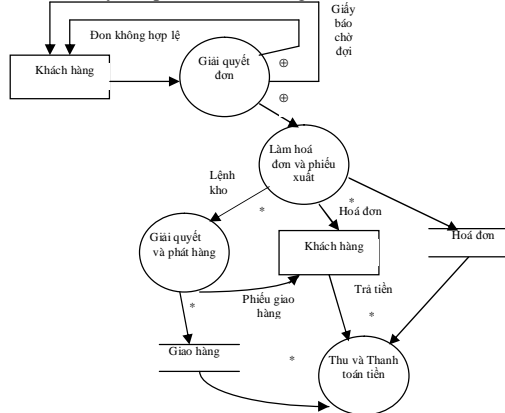 Giấy
báo
chờ
đợi
Đon không hợp lệ
Khách hàng
Giải quyết
đơn
⊕
⊕
Làm hoá
đơn và phiếu
xuất
Lệnh
kho
*
*
Hoá đơn
Hoá đơn
Giải quyết
và phát hàng
Khách hàng
Phiếu giao
hàng
Trả tiền
*
*
Giao hàng
*
Thu và Thanh
toán tiền